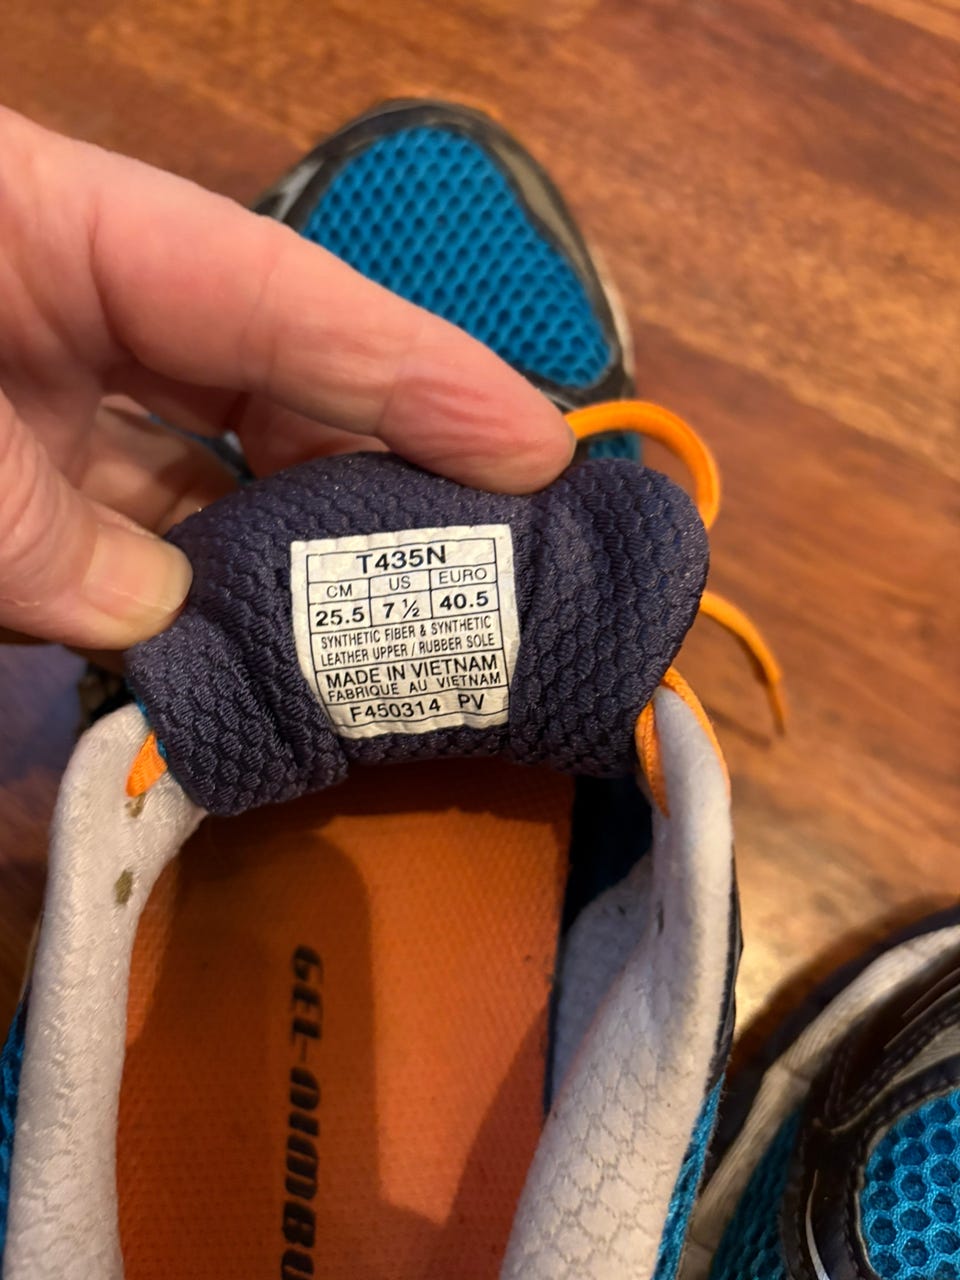 T435N
CM US EURO
25.5 7 ½ 40.5
SYNTHETIC FIBER & SYNTHETIC
LEATHER UPPER / RUBBER SOLE
MADE IN VIETNAM
FABRIQUE AU VIETNAM
F450314 PV